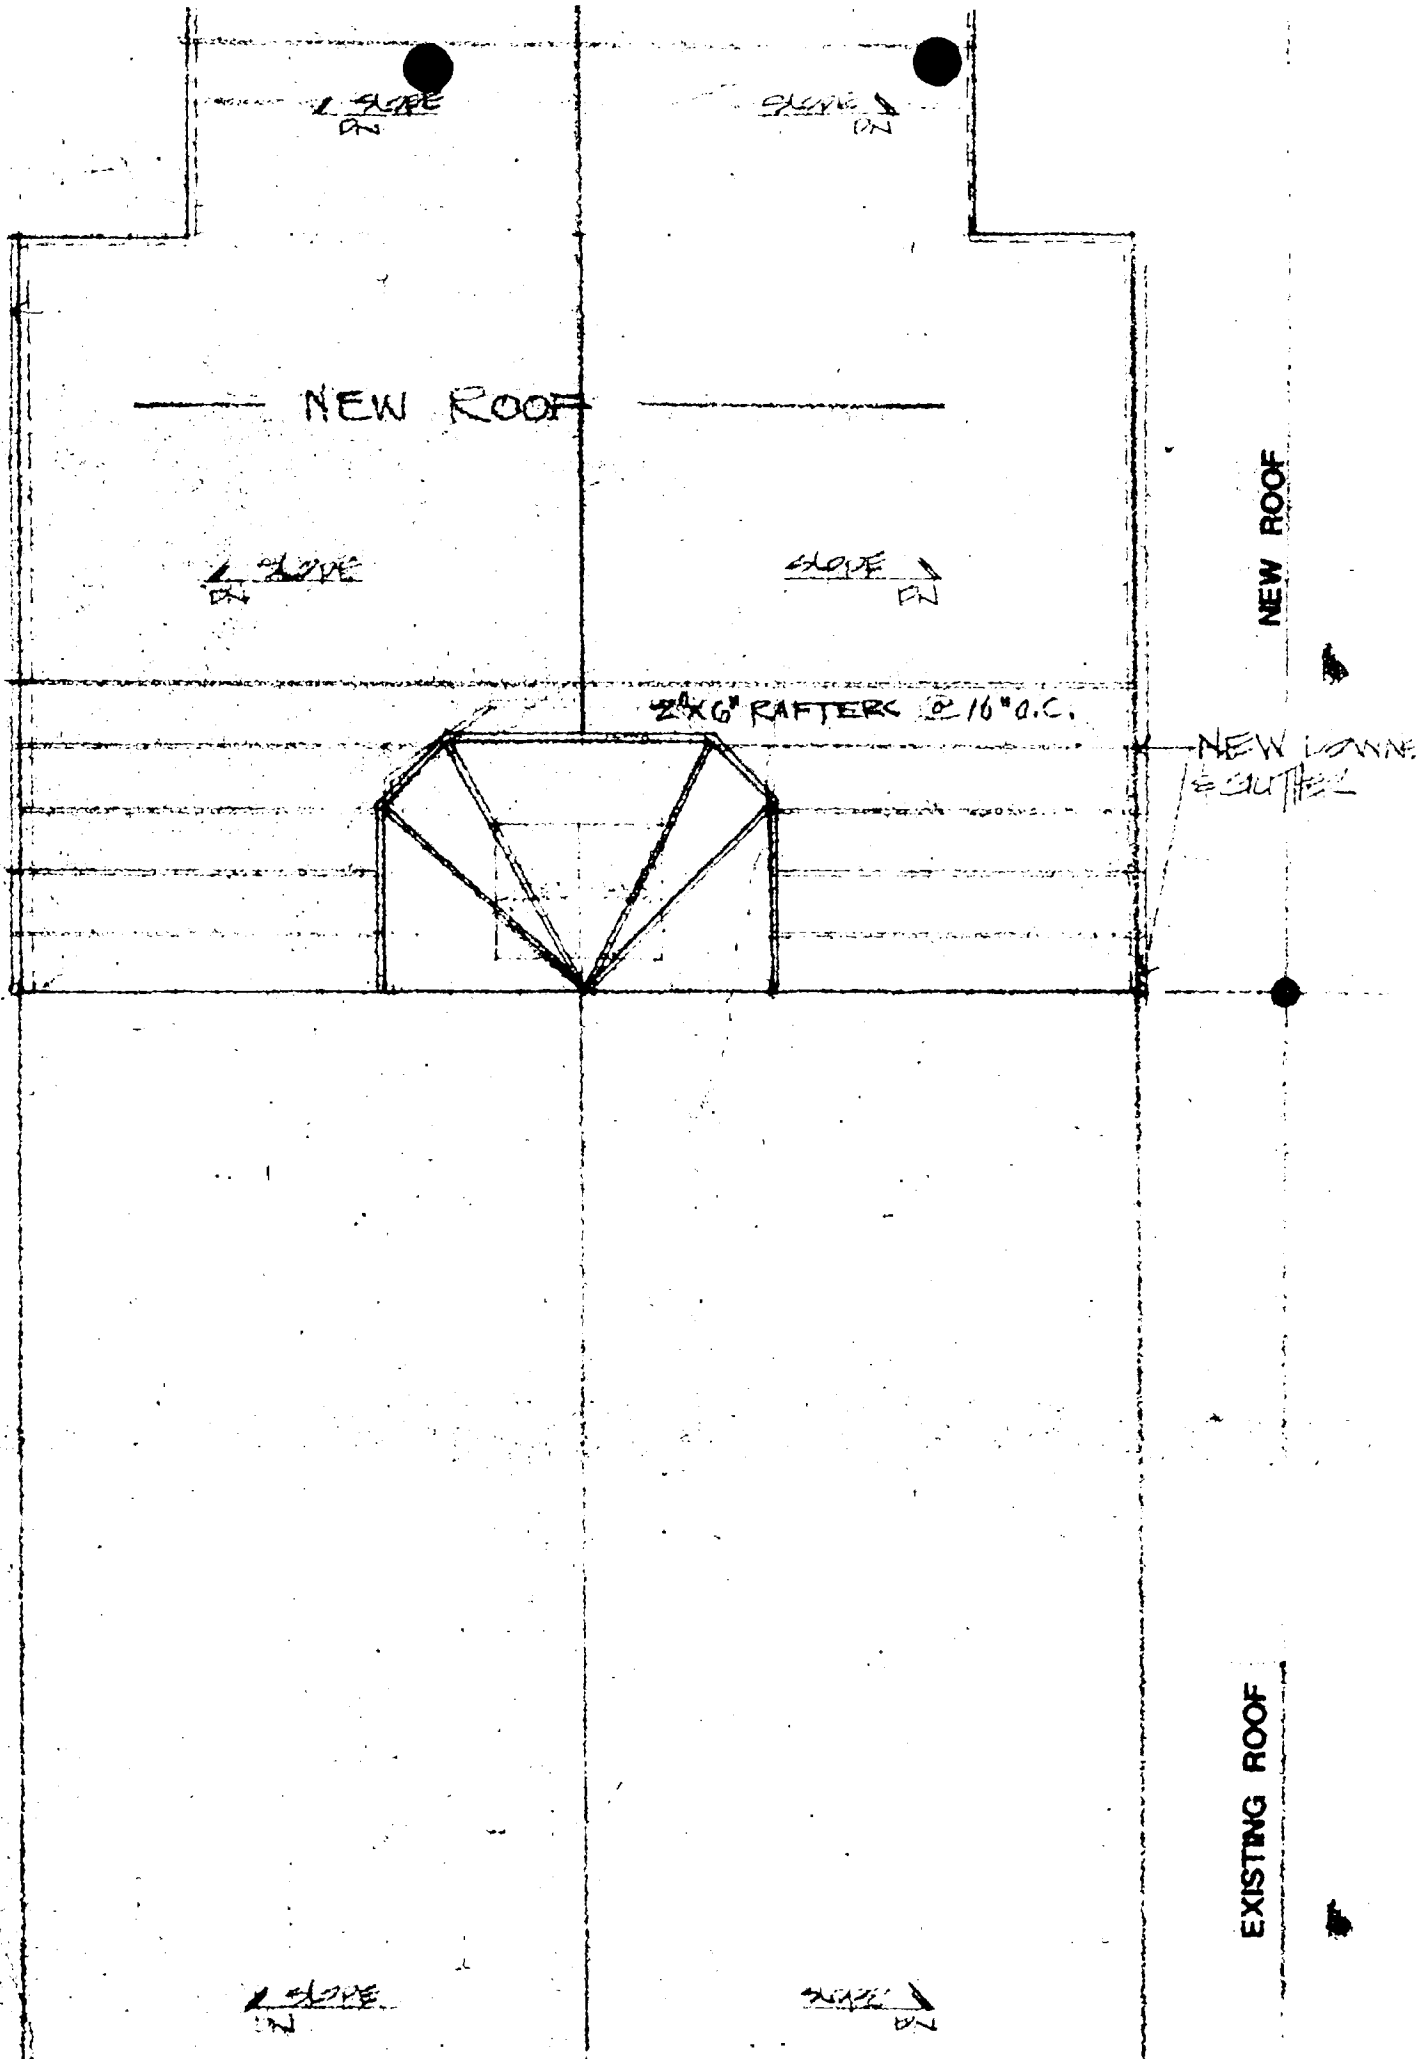 SLOPE
DN
SLOPE
DN
NEW ROOF
NEW ROOF
SLOPE
DN
SLOPE
DN
2"X6" RAFTERS @ 16" O.C.
NEW
&
EXISTING ROOF
SLOPE
DN
SLOPE
DN